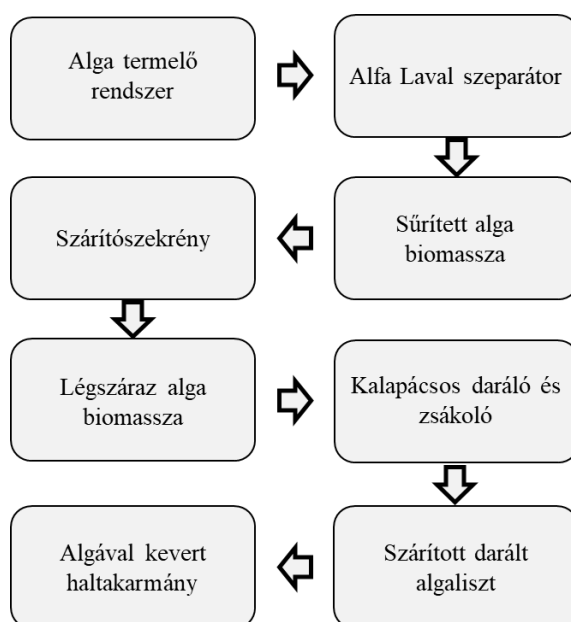 Alga termelő
rendszer
Alfa Laval szeparátor
Sűrített alga
biomassza
Szárítószekrény
Légszáraz alga
biomassza
Kalapácsos daráló és
zsákoló
Szárított darált
algaliszt
Algával kevert
haltakarmány